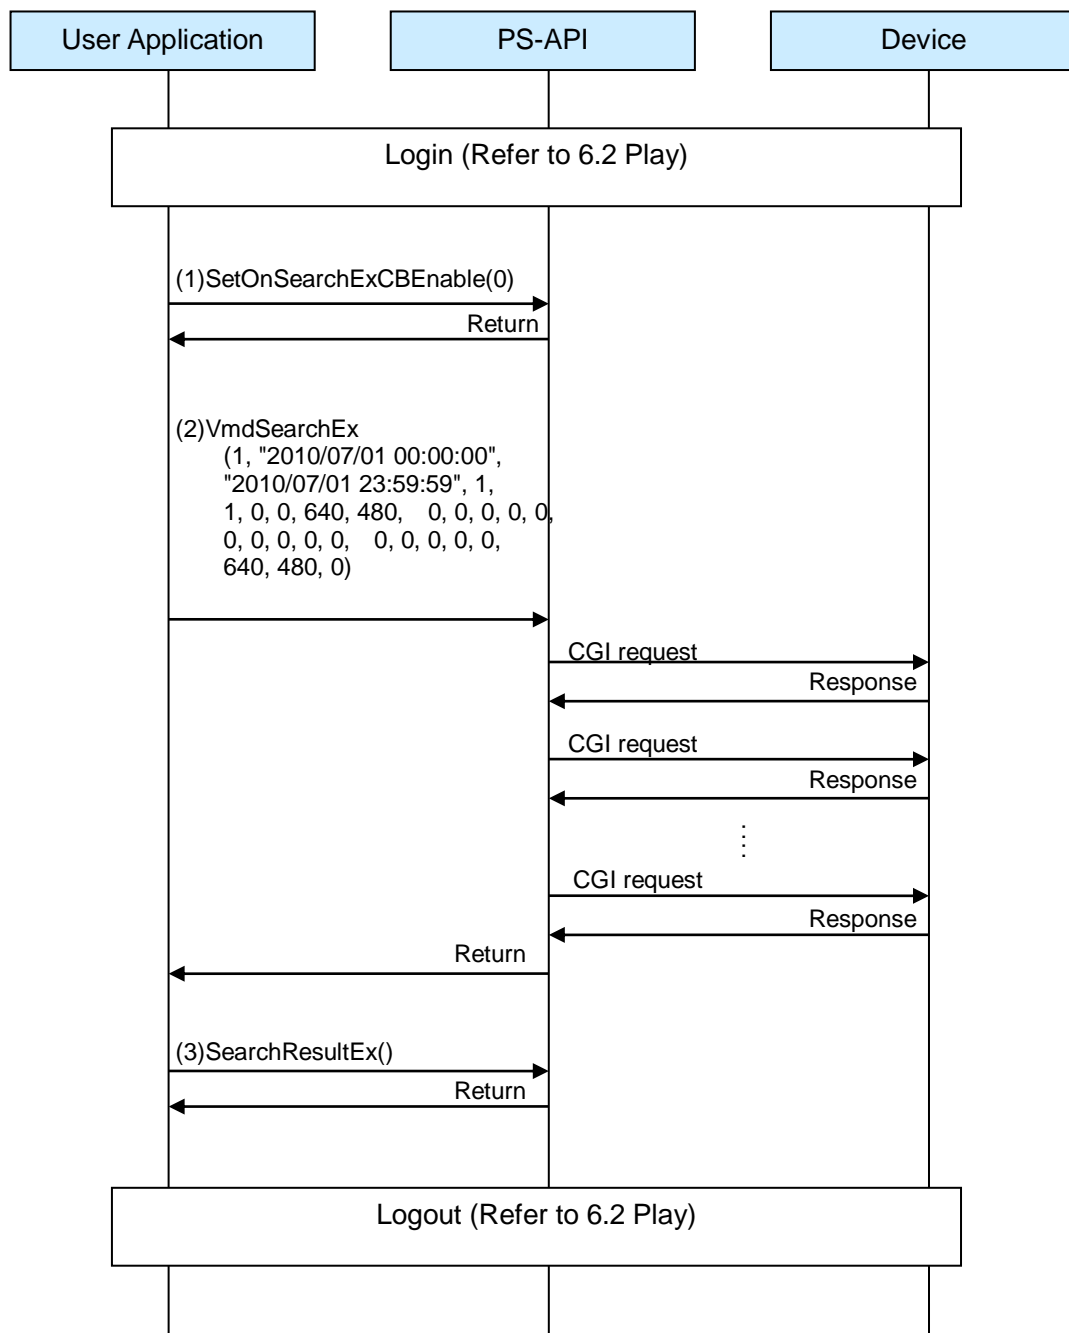 User Application
PS-API
Device
Login (Refer to 6.2 Play)
(1)SetOnSearchExCBEnable(0)
Return
(2)VmdSearchEx
(1, "2010/07/01 00:00:00",
"2010/07/01 23:59:59", 1,
1, 0, 0, 640, 480, 0, 0, 0, 0, 0,
0, 0, 0, 0, 0, 0, 0, 0, 0, 0,
640, 480, 0)
CGI request
Response
CGI request
Response
CGI request
Response
Return
(3)SearchResultEx()
Return
Logout (Refer to 6.2 Play)